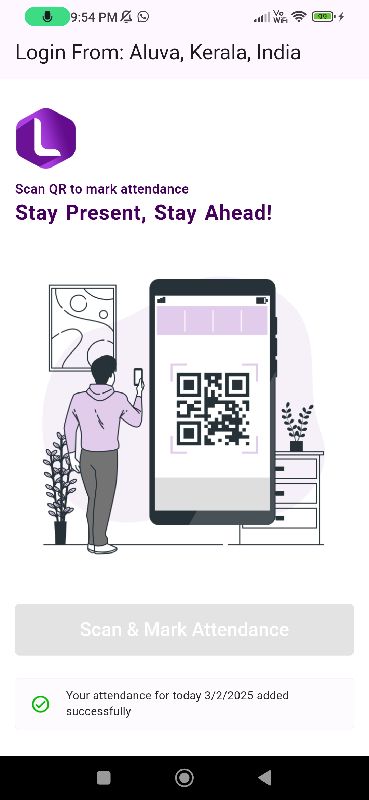 9:54 PM
Vo
WiFi
99
Login From: Aluva, Kerala, India
L
Scan QR to mark attendance
Stay Present, Stay Ahead!
Scan & Mark Attendance
Your attendance for today 3/2/2025 added
successfully